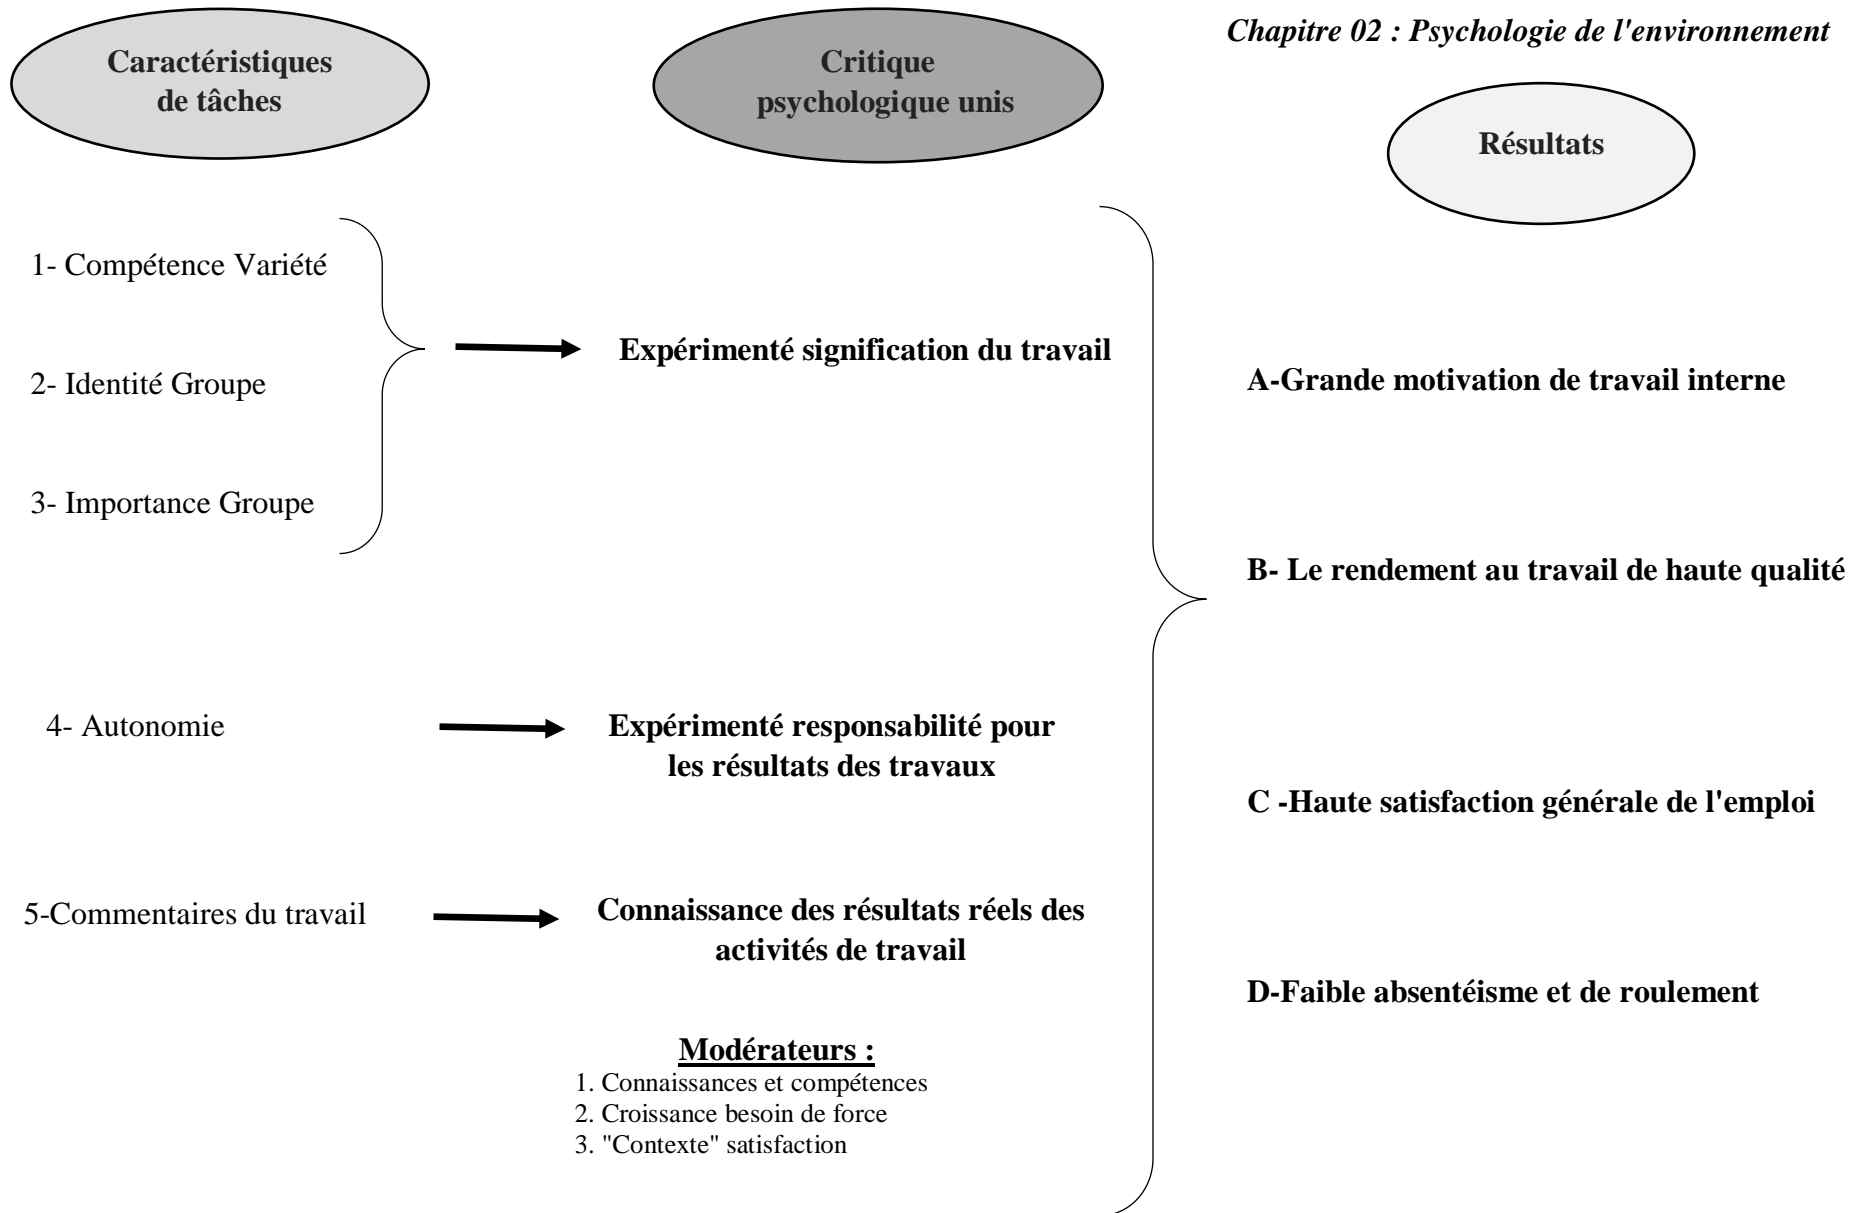 Chapitre 02 : Psychologie de l'environnement
Caractéristiques
de tâches
Critique
psychologique unis
Résultats
1- Compétence Variété
2- Identité Groupe
3- Importance Groupe
Expérimenté signification du travail
4- Autonomie
Expérimenté responsabilité pour
les résultats des travaux
5-Commentaires du travail
Connaissance des résultats réels des
activités de travail
Modérateurs :
1. Connaissances et compétences
2. Croissance besoin de force
3. "Contexte" satisfaction
A-Grande motivation de travail interne
B- Le rendement au travail de haute qualité
C -Haute satisfaction générale de l'emploi
D-Faible absentéisme et de roulement